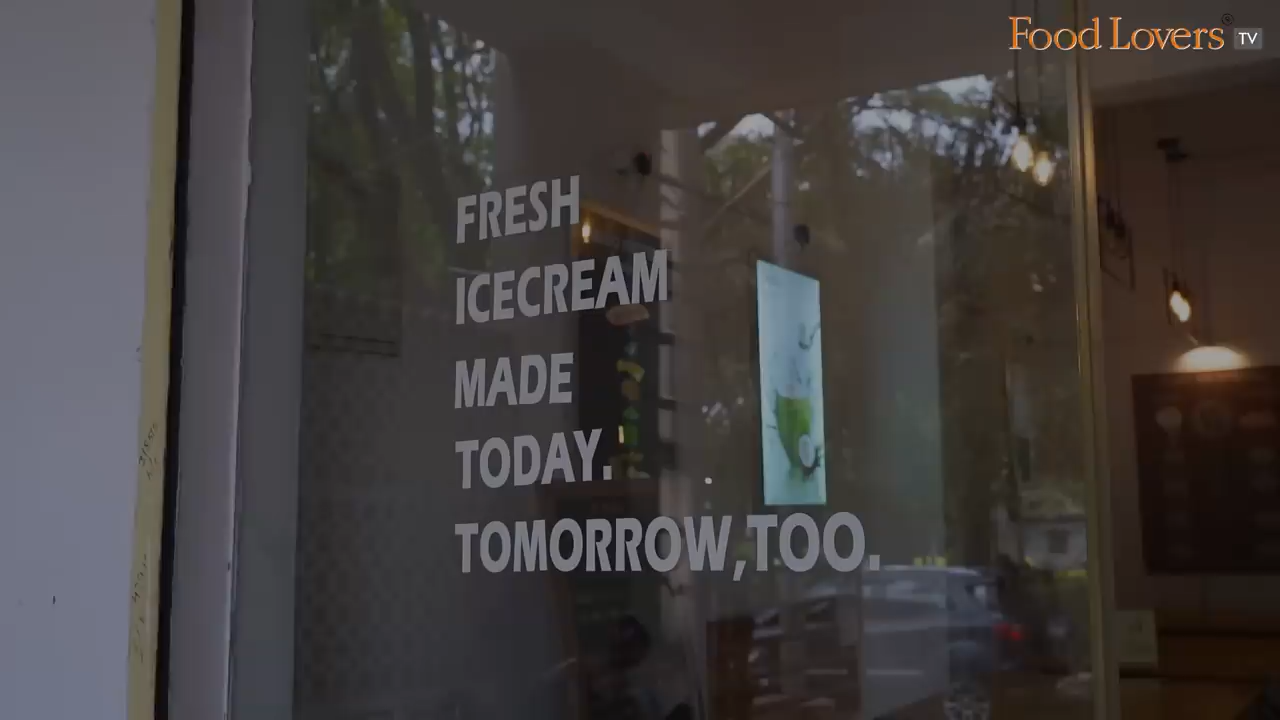 Food Lovers TV
FRESH
ICECREAM
MADE
TODAY.
TOMORROW,TOO.